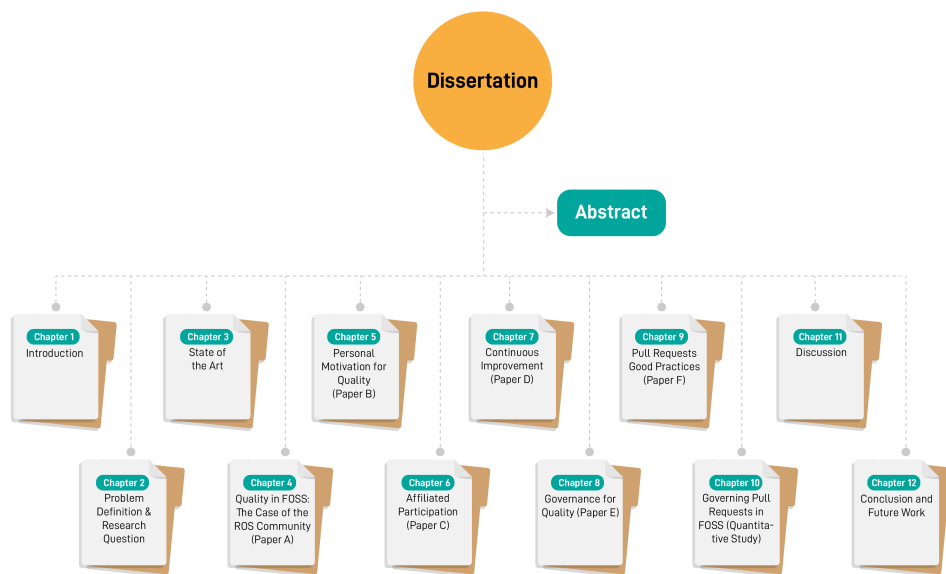 Dissertation
Abstract
Chapter 1
Introduction
Chapter 3
State of
the Art
Chapter 5
Personal
Motivation for
Quality
(Paper B)
Chapter 7
Continuous
Improvement
(Paper D)
Chapter 9
Pull Requests
Good Practices
(Paper F)
Chapter 11
Discussion
Chapter 2
Problem
Definition &
Research
Question
Chapter 4
Quality in FOSS:
The Case of the
ROS Community
(Paper A)
Chapter 6
Affiliated
Participation
(Paper C)
Chapter 8
Governance for
Quality (Paper E)
Chapter 10
Governing Pull
Requests in
FOSS (Quantita-
tive Study)
Chapter 12
Conclusion and
Future Work